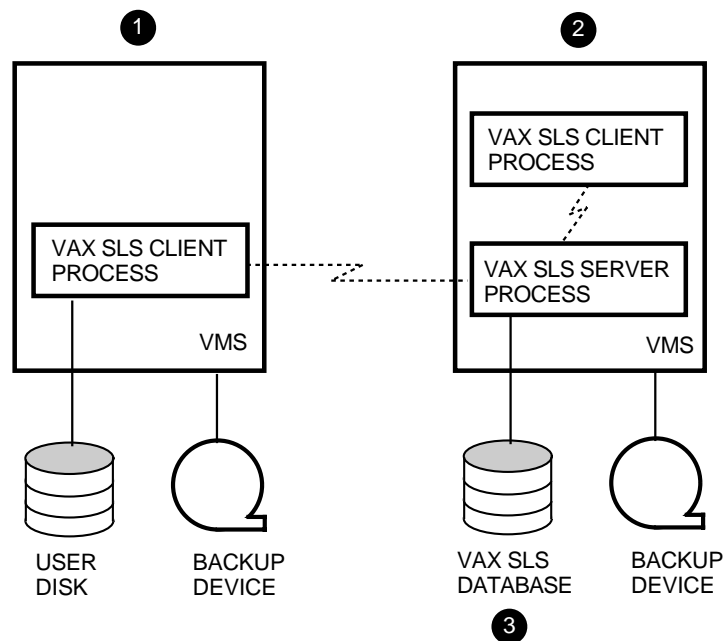 1
2
VAX SLS CLIENT
PROCESS
VAX SLS CLIENT
PROCESS
VAX SLS SERVER
PROCESS
VMS
VMS
USER
DISK
BACKUP
DEVICE
VAX SLS
DATABASE
BACKUP
DEVICE
3